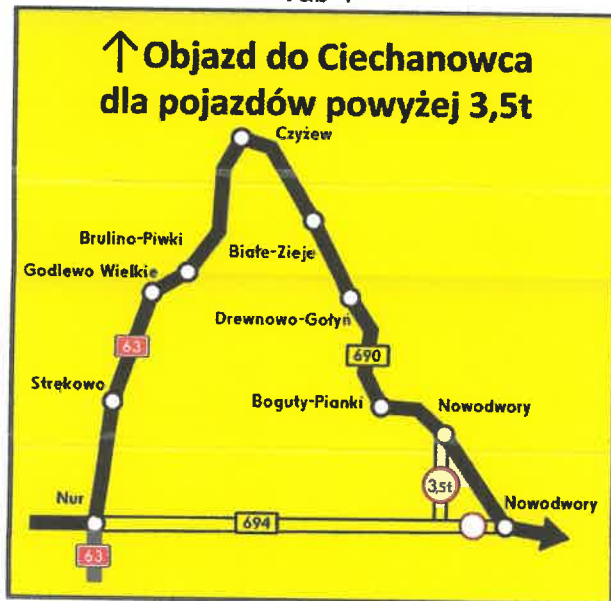 ↑ Objazd do Ciechanowca
dla pojazdów powyżej 3,5t
Czyżew
Brulino-Piwki
Białe-Zieje
Godlewo Wielkie
Drewnowo-Gołyń
63
690
Strękowo
Boguty-Pianki
Nowodwory
3,5t
Nur
694
Nowodwory
63